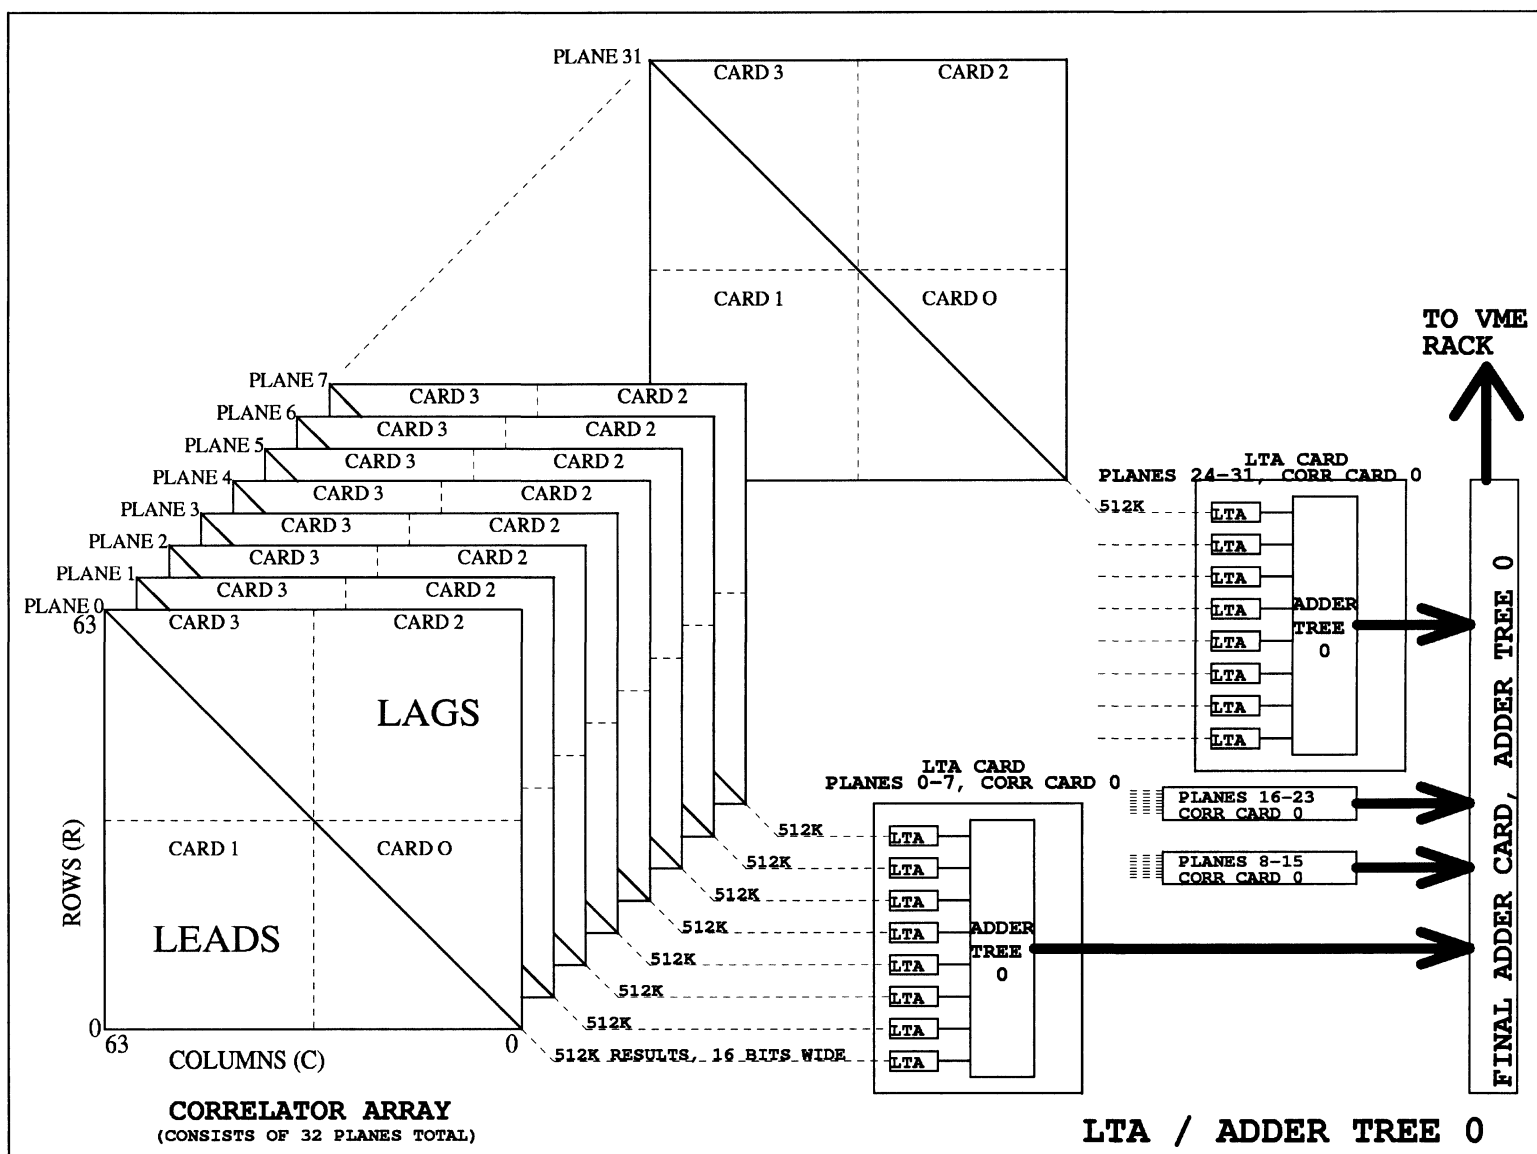 PLANE 31
CARD 3
CARD 2
CARD 1
CARD O
TO VME
RACK
PLANE 7
CARD 3
CARD 2
PLANE 6
CARD 3
CARD 2
PLANE 5
CARD 3
CARD 2
PLANE 4
CARD 3
CARD 2
PLANE 3
CARD 3
CARD 2
PLANE 2
CARD 3
CARD 2
PLANE 1
CARD 3
CARD 2
PLANE 0
63
CARD 3
CARD 2
LAGS
CARD 1
CARD O
LEADS
ROWS (R)
0
63
0
COLUMNS (C)
CORRELATOR ARRAY
(CONSISTS OF 32 PLANES TOTAL)
LTA CARD
PLANES 24-31, CORR CARD 0
512K
LTA
LTA
LTA
LTA
LTA
LTA
LTA
LTA
ADDER
TREE
0
LTA CARD
PLANES 0-7, CORR CARD 0
512K
512K
512K
512K
512K
512K
512K
512K RESULTS, 16 BITS WIDE
LTA
LTA
LTA
LTA
LTA
LTA
LTA
LTA
ADDER
TREE
0
PLANES 16-23
CORR CARD 0
PLANES 8-15
CORR CARD 0
FINAL ADDER CARD, ADDER TREE 0
LTA / ADDER TREE 0